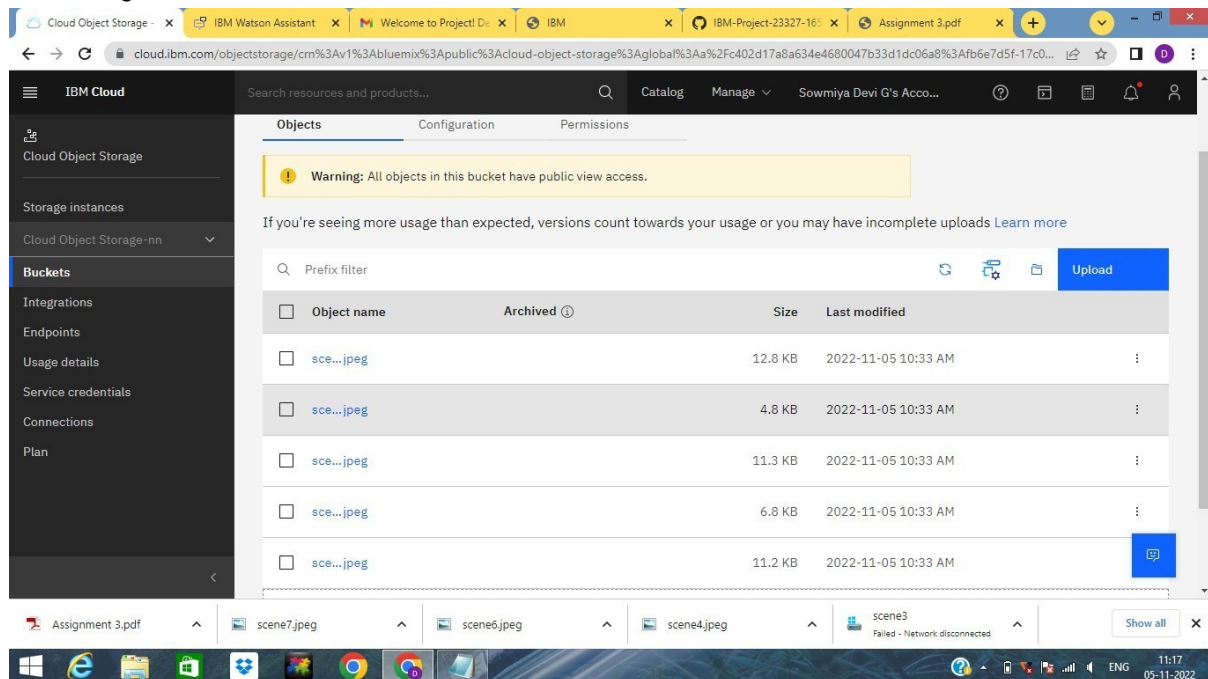 Cloud Object Storage -
IBM Watson Assistant
Welcome to Project! De
IBM
IBM-Project-23327-165
Assignment 3.pdf
cloud.ibm.com/objectstorage/crn%3Av1%3Abluemix%3Apublic%3Acloud-object-storage%3Aglobal%3Aa%2Fc402d17a8a634e4680047b33d1dc06a8%3Afb6e7d5f-17c0...
D
IBM Cloud
Search resources and products...
Catalog
Manage
Sowmiya Devi G's Acco...
Cloud Object Storage
Storage instances
Cloud Object Storage-nn
Buckets
Integrations
Endpoints
Usage details
Service credentials
Connections
Plan
Objects
Configuration
Permissions
Warning: All objects in this bucket have public view access.
If you're seeing more usage than expected, versions count towards your usage or you may have incomplete uploads Learn more
Prefix filter
Upload
Object name Archived Size Last modified
sce...jpeg 12.8 KB 2022-11-05 10:33 AM
sce...jpeg 4.8 KB 2022-11-05 10:33 AM
sce...jpeg 11.3 KB 2022-11-05 10:33 AM
sce...jpeg 6.8 KB 2022-11-05 10:33 AM
sce...jpeg 11.2 KB 2022-11-05 10:33 AM
Assignment 3.pdf
scene7.jpeg
scene6.jpeg
scene4.jpeg
scene3
Failed - Network disconnected
Show all
ENG
11:17
05-11-2022